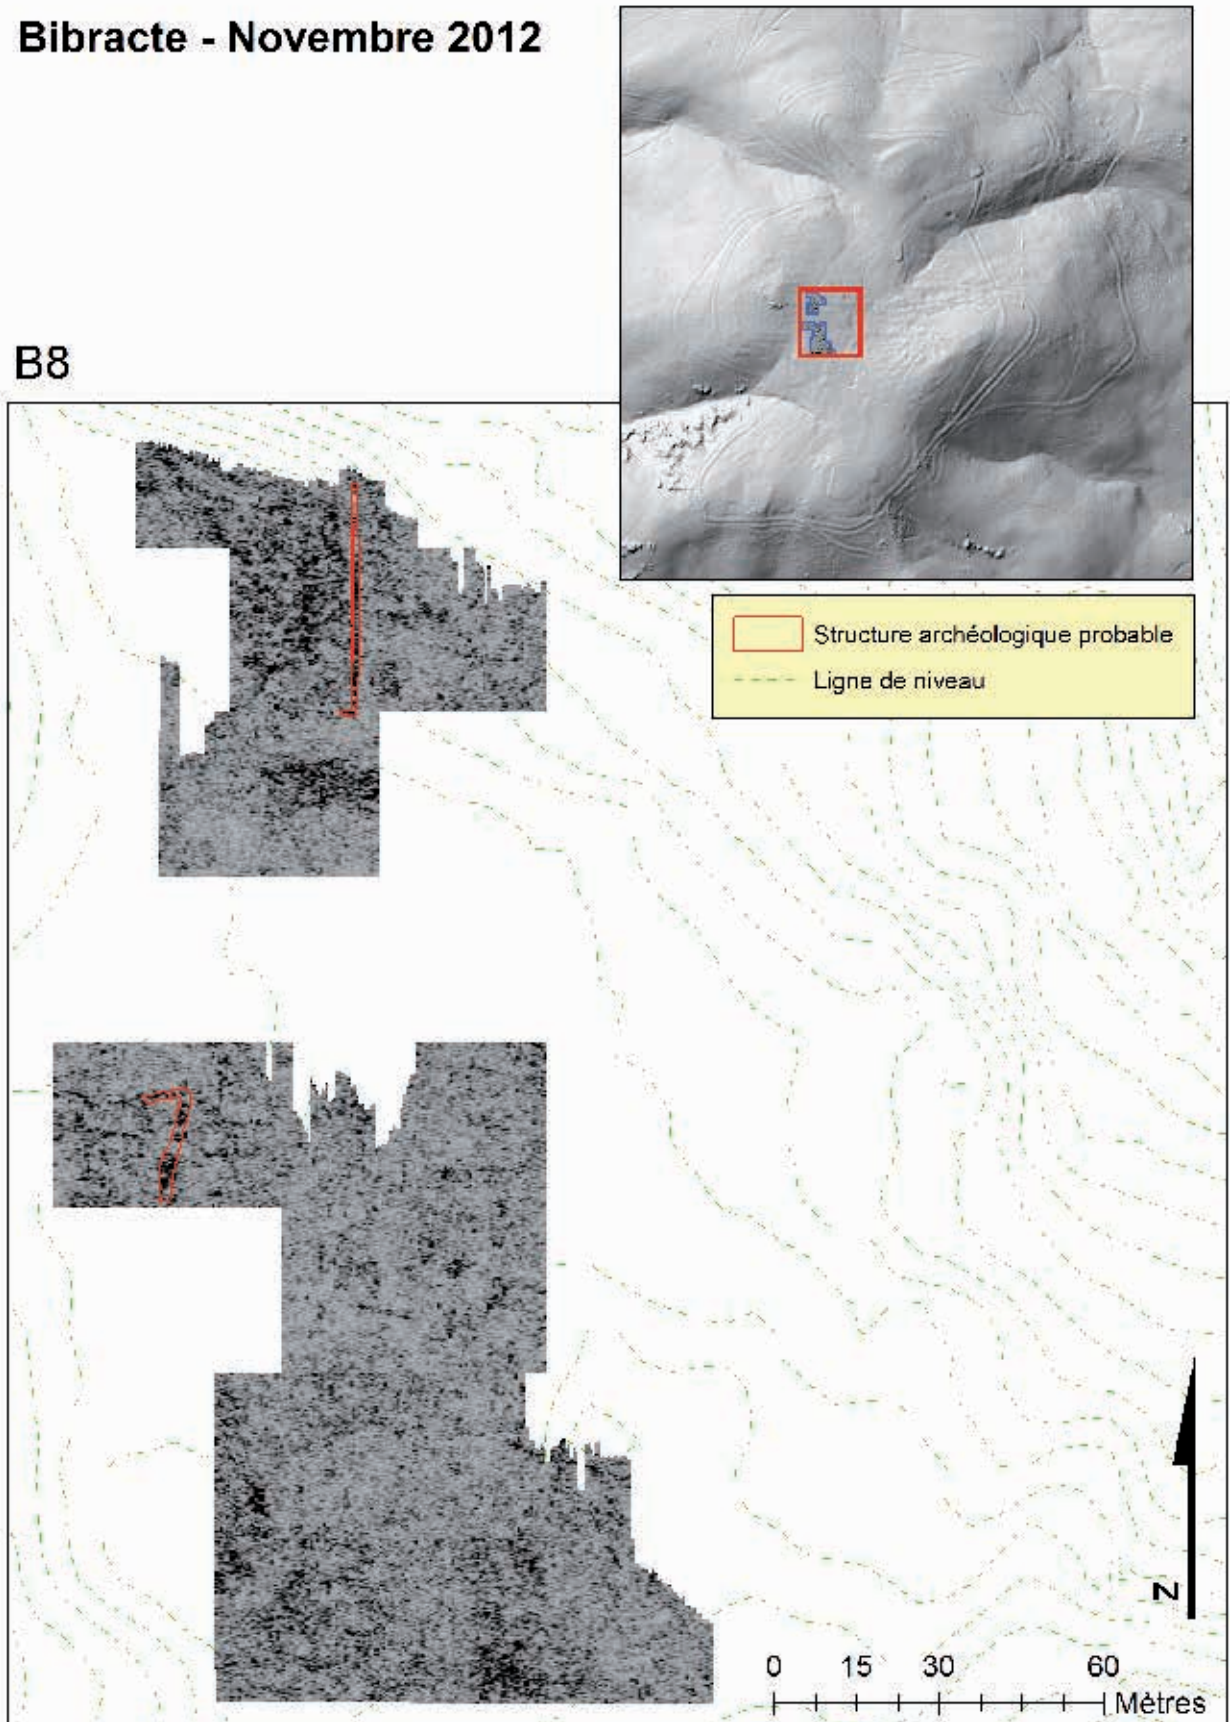 Bibracte - Novembre 2012
B8
Structure archéologique probable
Ligne de niveau
N
0 15 30 60
Mètres